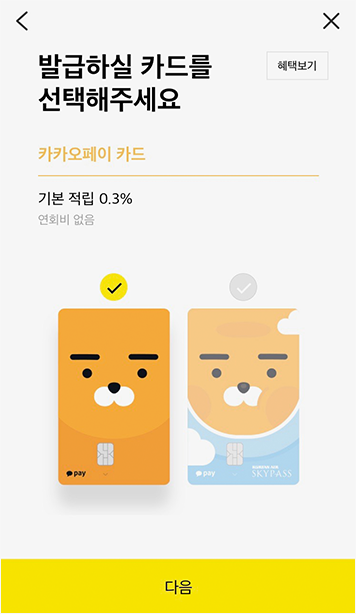 발급하실 카드를
선택해주세요
혜택보기
카카오페이 카드
기본 적립 0.3%
연회비 없음
pay
pay
SKYPASS
다음